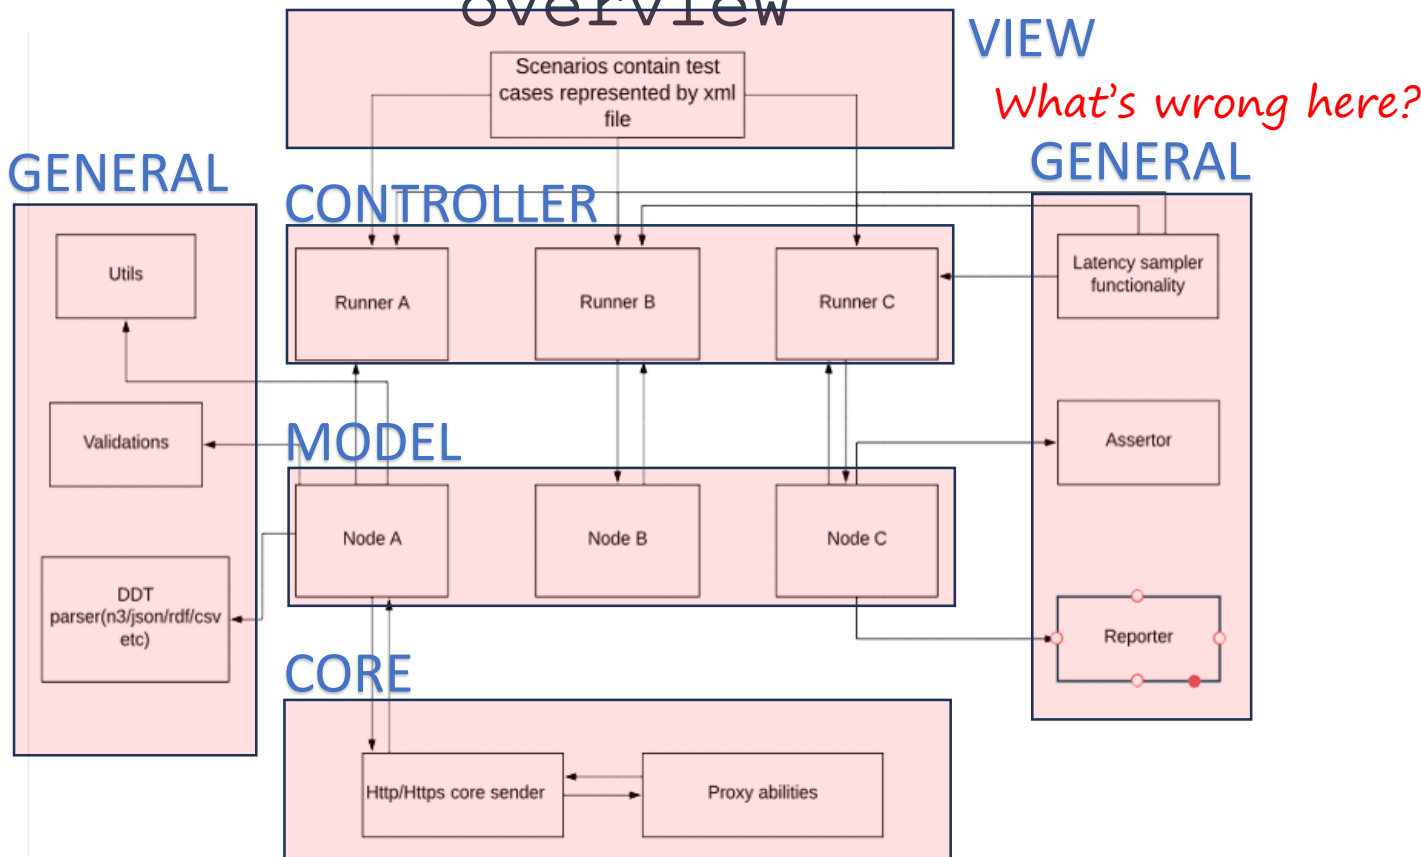 overview
VIEW
Scenarios contain test
cases represented by xml
file
What's wrong here?
GENERAL
GENERAL
CONTROLLER
Utils
Runner A
Runner B
Runner C
Latency sampler
functionality
Validations
MODEL
Assertor
Node A
Node B
Node C
DDT
parser(n3/json/rdf/csv
etc)
Reporter
CORE
Http/Https core sender
Proxy abilities